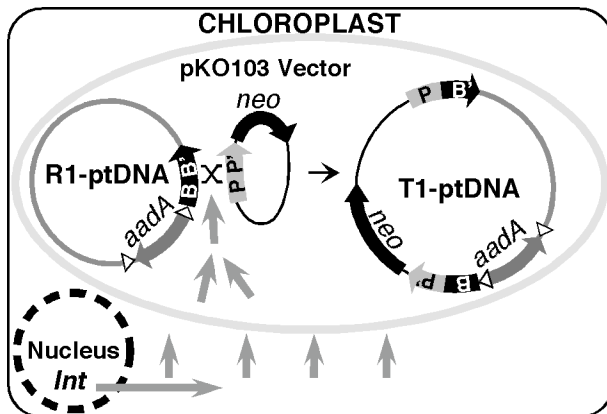 CHLOROPLAST
pKO103 Vector
neo
P B'
R1-ptDNA
B B'
P P'
T1-ptDNA
aadA
neo
aadA
P' B
Nucleus
Int